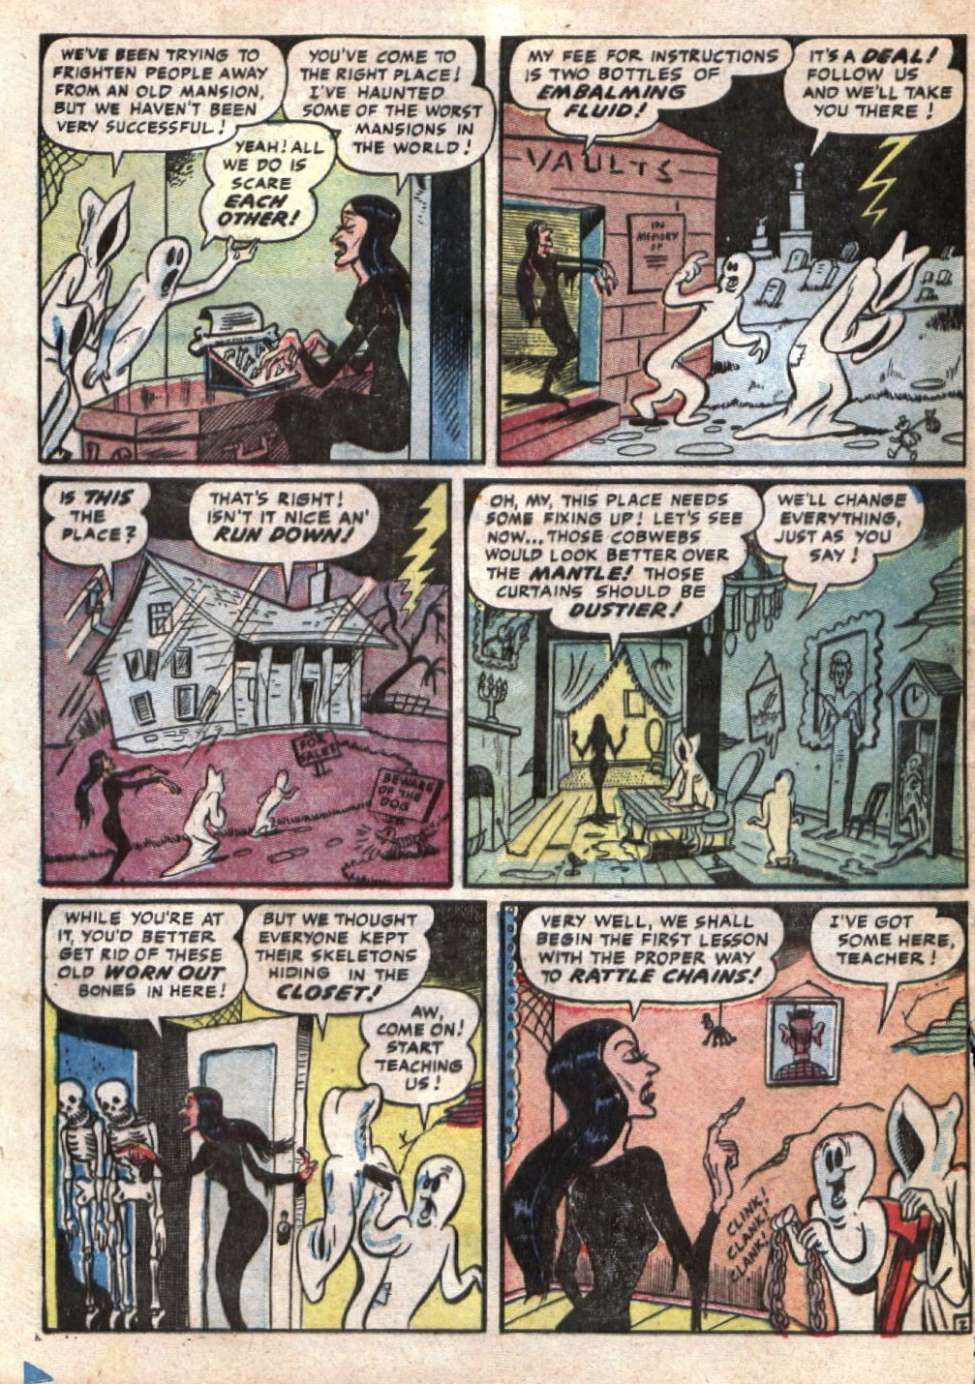 WE'VE BEEN TRYING TO
FRIGHTEN PEOPLE AWAY
FROM AN OLD MANSION,
BUT WE HAVEN'T BEEN
VERY SUCCESSFUL!
YEAH! ALL
WE DO IS
SCARE
EACH
OTHER!
YOU'VE COME TO
THE RIGHT PLACE!
I'VE HAUNTED
SOME OF THE WORST
MANSIONS IN
THE WORLD!
MY FEE FOR INSTRUCTIONS
IS TWO BOTTLES OF
EMBALMING
FLUID!
IT'S A DEAL!
FOLLOW US
AND WE'LL TAKE
YOU THERE!
VAULTS
IN
MEMORY
OF
IS THIS
THE
PLACE?
THAT'S RIGHT!
ISN'T IT NICE AN'
RUN DOWN!
FOR
SALE!
BEWARE
OF THE
DOG
OH, MY, THIS PLACE NEEDS
SOME FIXING UP! LET'S SEE
NOW... THOSE COBWEBS
WOULD LOOK BETTER OVER
THE MANTLE! THOSE
CURTAINS SHOULD BE
DUSTIER!
WE'LL CHANGE
EVERYTHING,
JUST AS YOU
SAY!
WHILE YOU'RE AT
IT, YOU'D BETTER
GET RID OF THESE
OLD WORN OUT
BONES IN HERE!
BUT WE THOUGHT
EVERYONE KEPT
THEIR SKELETONS
HIDING IN THE
CLOSET!
AW,
COME ON!
START
TEACHING
US!
VERY WELL, WE SHALL
BEGIN THE FIRST LESSON
WITH THE PROPER WAY
TO RATTLE CHAINS!
I'VE GOT
SOME HERE,
TEACHER!
CLINK!
CLANK!
CLANK!
2